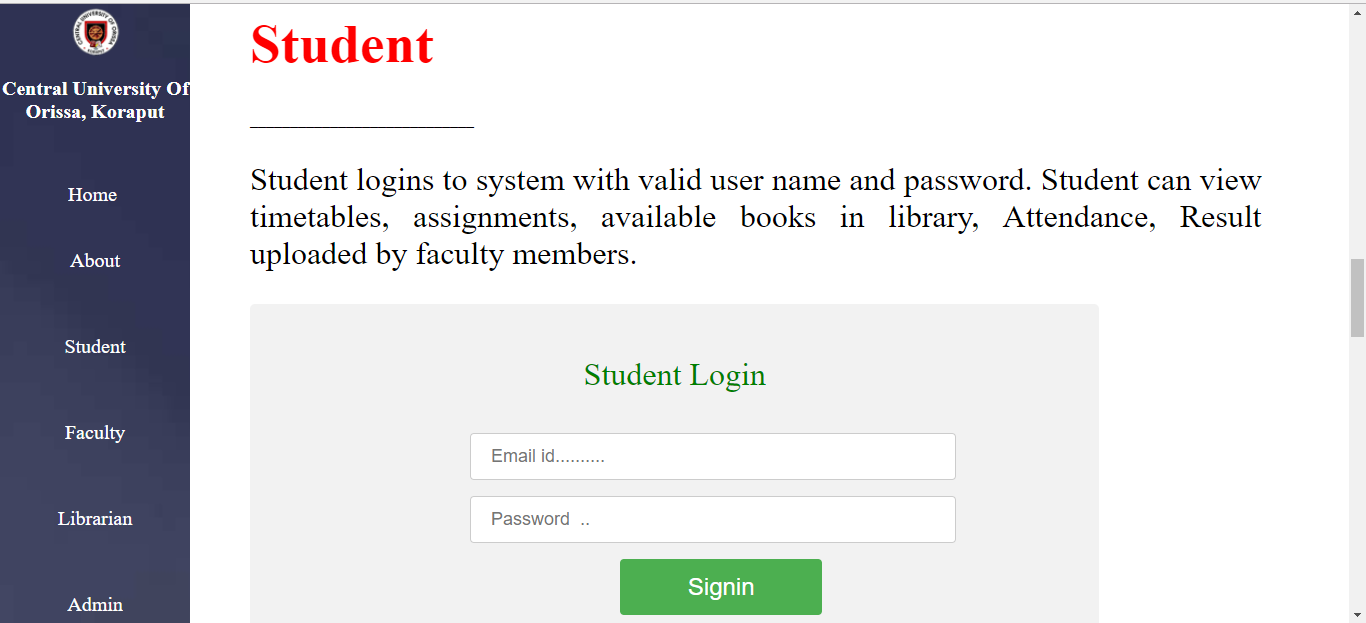 Central University Of
Orissa, Koraput
Home
About
Student
Faculty
Librarian
Admin
Student
Student logins to system with valid user name and password. Student can view
timetables, assignments, available books in library, Attendance, Result
uploaded by faculty members.
Student Login
Email id..........
Password ..
Signin